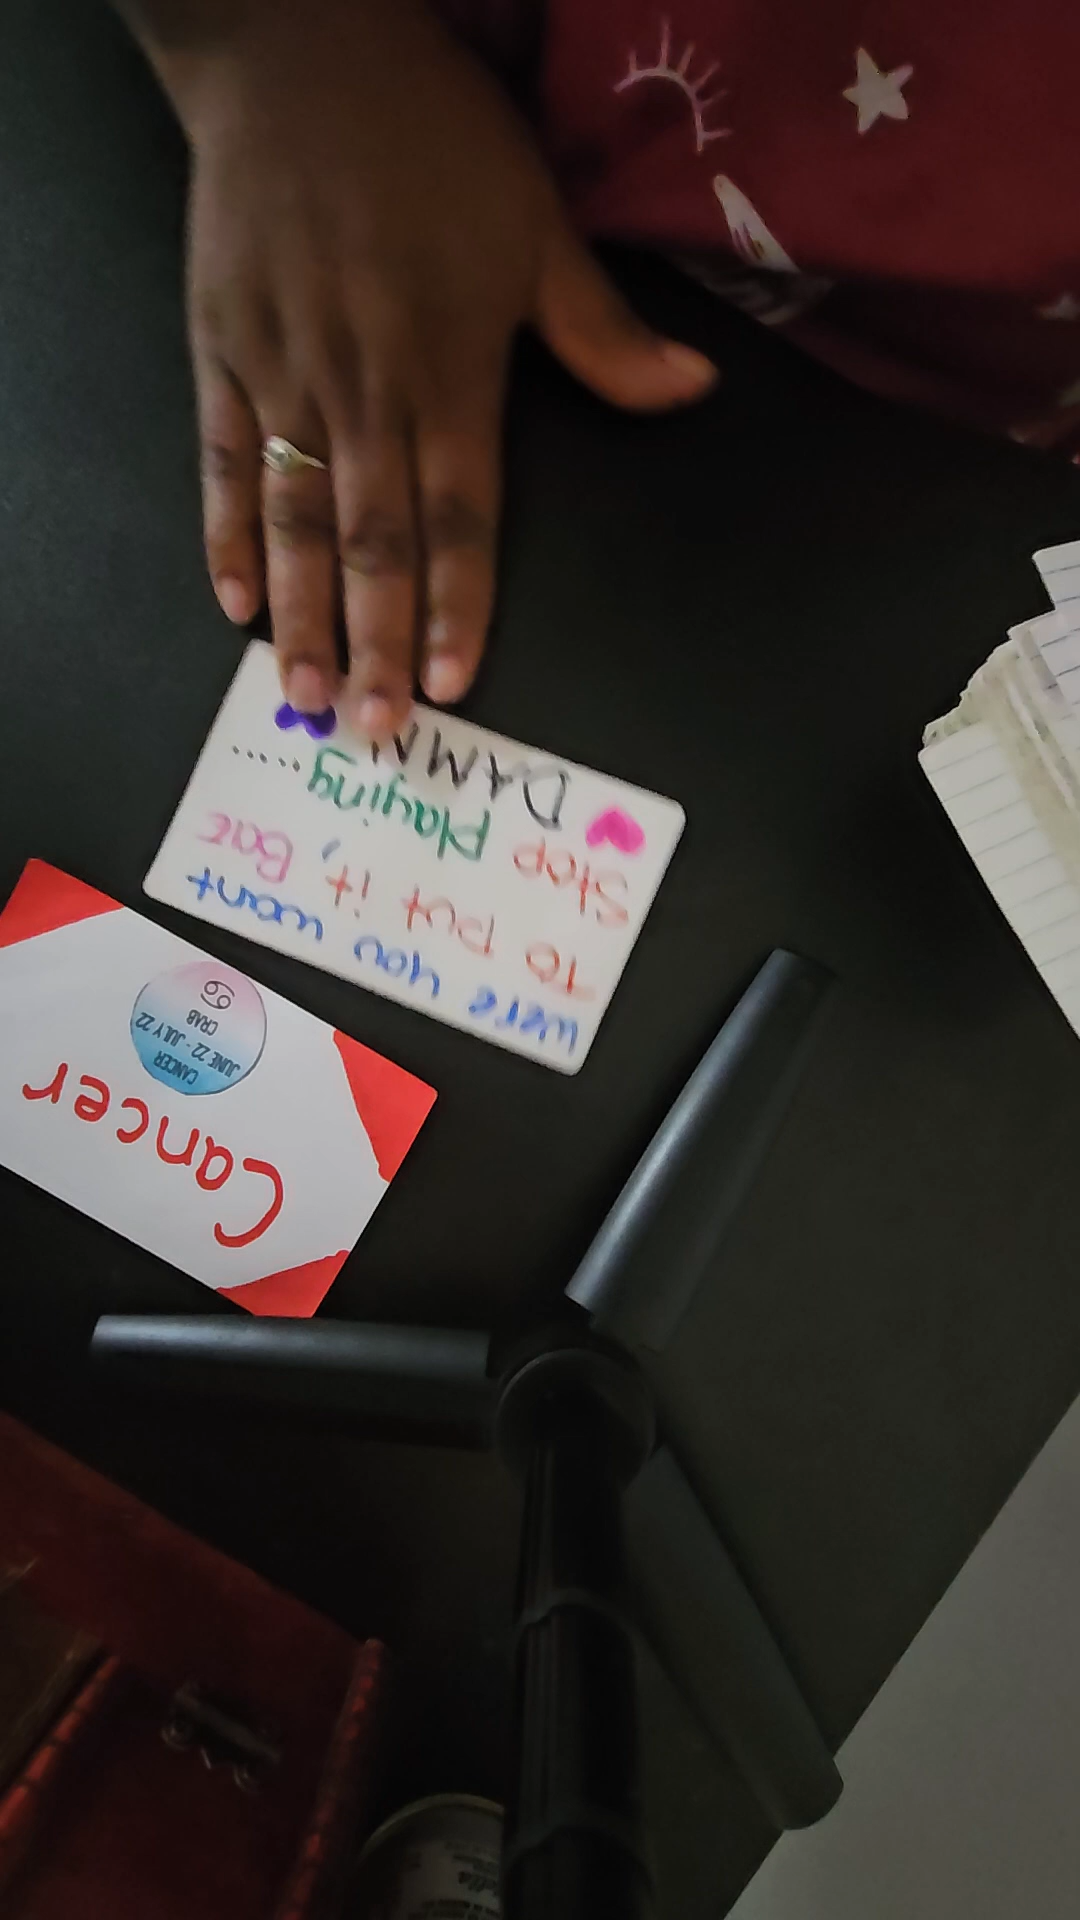 were you want
to put it, Bae
Stop playing.....
DAMN
Cancer
CANCER
JUNE 22 - JULY 22
CRAB